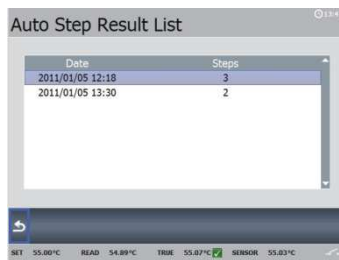 Auto Step Result List
Date Steps
2011/01/05 12:18 3
2011/01/05 13:30 2
SET 55.00°C READ 54.89°C TRUE 55.07°C SENSOR 55.03°C